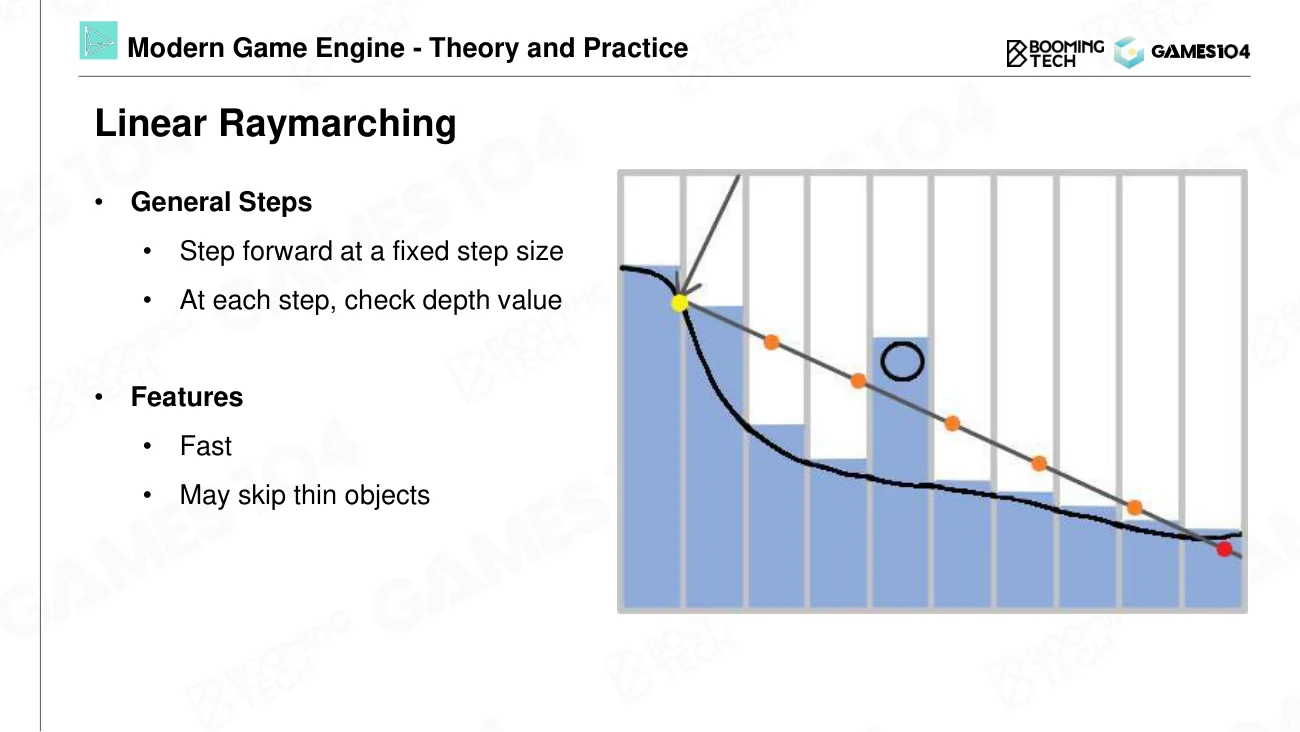 Modern Game Engine - Theory and Practice
BOOMING
TECH
GAMES104
Linear Raymarching
• General Steps
• Step forward at a fixed step size
• At each step, check depth value
• Features
• Fast
• May skip thin objects